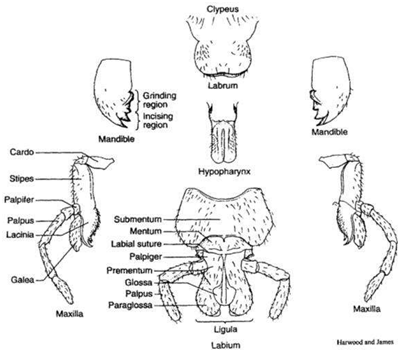 Clypeus
Labrum
Grinding
region
Incising
region
Mandible
Mandible
Hypopharynx
Cardo
Stipes
Palpifer
Palpus
Lacinia
Galea
Maxilla
Submentum
Mentum
Labial suture
Palpiger
Prementum
Glossa
Palpus
Paraglossa
Ligula
Labium
Maxilla
Harwood and James